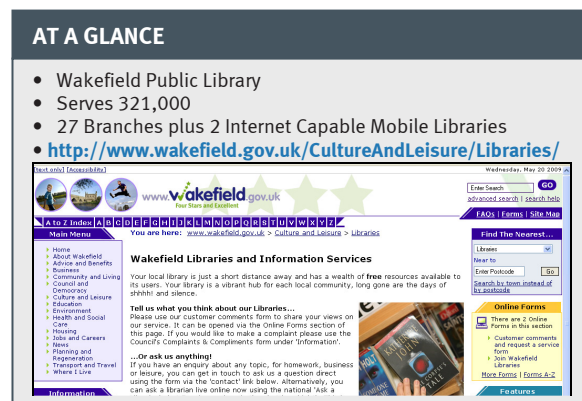 AT A GLANCE
• Wakefield Public Library
• Serves 321,000
• 27 Branches plus 2 Internet Capable Mobile Libraries
• http://www.wakefield.gov.uk/CultureAndLeisure/Libraries/
[text only] [Accessibility]
Wednesday, May 20 2009
www.wakefield.gov.uk
Four Stars and Excellent
Enter Search GO
advanced search | search help
FAQs | Forms | Site Map
A to Z Index A B C D E F G H I J K L M N O P Q R S T U V W X Y Z
Main Menu
Home
About Wakefield
Advice and Benefits
Business
Community and Living
Council and
Democracy
Culture and Leisure
Education
Environment
Health and Social
Care
Housing
Jobs and Careers
News
Planning and
Regeneration
Transport and Travel
Where I Live
Information
You are here: www.wakefield.gov.uk > Culture and Leisure > Libraries
Wakefield Libraries and Information Services
Your local library is just a short distance away and has a wealth of free resources available to
its users. Your library is a vibrant hub for each local community, long gone are the days of
shhhh! and silence.
Tell us what you think about our Libraries...
Please use our customer comments form to share your views on
our service. It can be opened via the Online Forms section of
this page. If you would like to make a complaint please use the
Council's Complaints & Compliments form under 'Information'.
...Or ask us anything!
If you have an enquiry about any topic, for homework, business
or leisure, you can get in touch to ask us a question direct
using the form via the 'contact' link below. Alternatively, you
can ask a librarian live online now using the national 'Ask a
HOLT
KATHERINE
JOHN
TALE
Find The Nearest...
Libraries
Near to
Enter Postcode Go
Search by town instead of
by postcode
Online Forms
There are 2 Online
Forms in this section
Customer comments
and request a service
form
Join Wakefield
Libraries
More Forms | Forms A-Z
Features